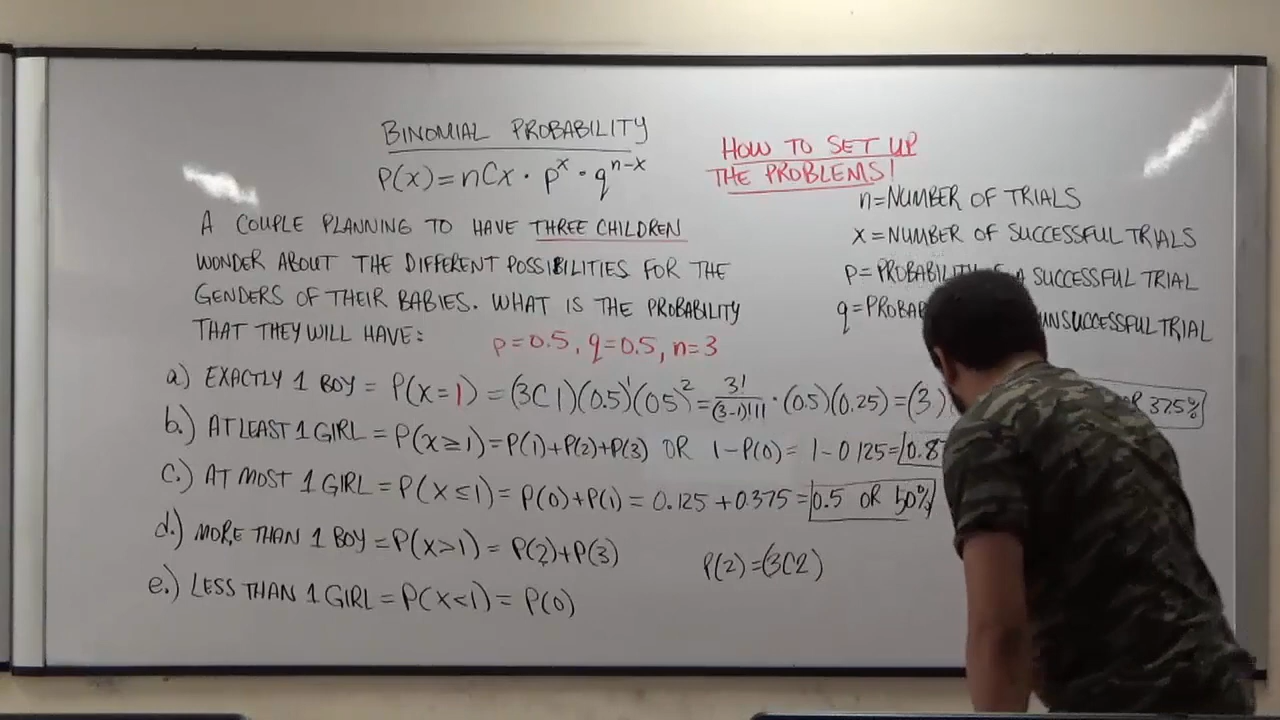 BINOMIAL PROBABILITY
P(x)=nCx · pˣ · qⁿ⁻ˣ
HOW TO SET UP
THE PROBLEMS!
n=NUMBER OF TRIALS
x=NUMBER OF SUCCESSFUL TRIALS
p=PROBABILITY A SUCCESSFUL TRIAL
q= UNSUCCESSFUL TRIAL
A COUPLE PLANNING TO HAVE THREE CHILDREN
WONDER ABOUT THE DIFFERENT POSSIBILITIES FOR THE
GENDERS OF THEIR BABIES. WHAT IS THE PROBABILITY
THAT THEY WILL HAVE:
p=0.5, q=0.5, n=3
a) EXACTLY 1 BOY = P(x=1) = (3C1)(0.5)¹(05)²= 3!/(3-1)!1! · (0.5)(0.25)=(3) OR 37.5%
b.) AT LEAST 1 GIRL = P(x≥1)=P(1)+P(2)+P(3) OR 1-P(0)= 1-0.125=
c.) AT MOST 1 GIRL = P(x≤1)= P(0)+P(1) = 0.125 + 0.375 = 0.5 OR 50%
d.) MORE THAN 1 BOY = P(x>1) = P(2)+P(3)
P(2)=(3C2)
e.) LESS THAN 1 GIRL = P(x<1) = P(0)